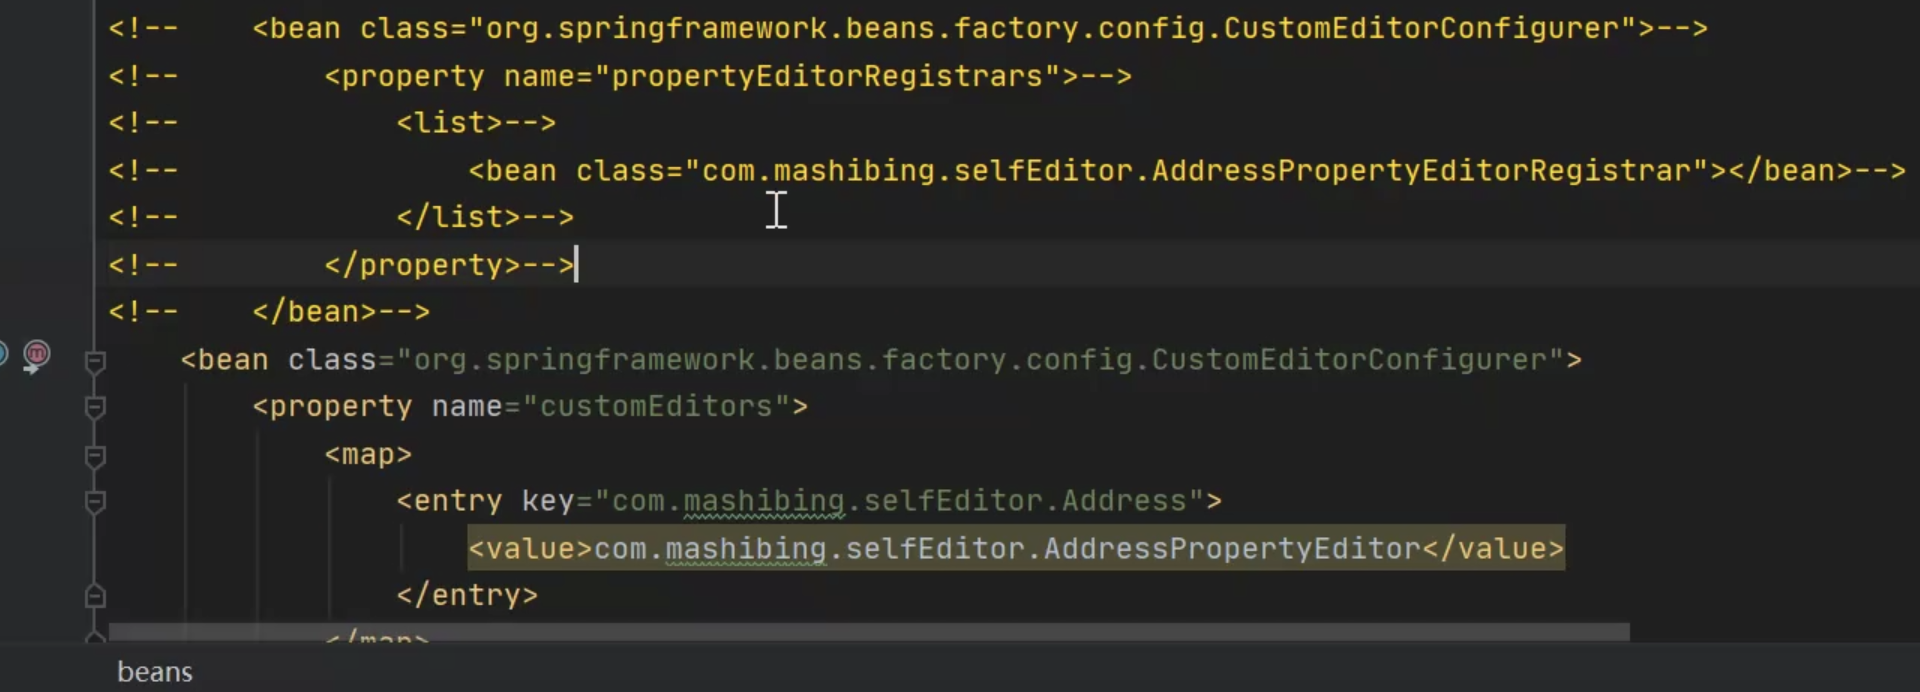 <!--    <bean class="org.springframework.beans.factory.config.CustomEditorConfigurer">-->
<!--        <property name="propertyEditorRegistrars">-->
<!--            <list>-->
<!--                <bean class="com.mashibing.selfEditor.AddressPropertyEditorRegistrar"></bean>-->
<!--            </list>-->
<!--        </property>-->
<!--    </bean>-->
    <bean class="org.springframework.beans.factory.config.CustomEditorConfigurer">
        <property name="customEditors">
            <map>
                <entry key="com.mashibing.selfEditor.Address">
                    <value>com.mashibing.selfEditor.AddressPropertyEditor</value>
                </entry>
            </map>
beans